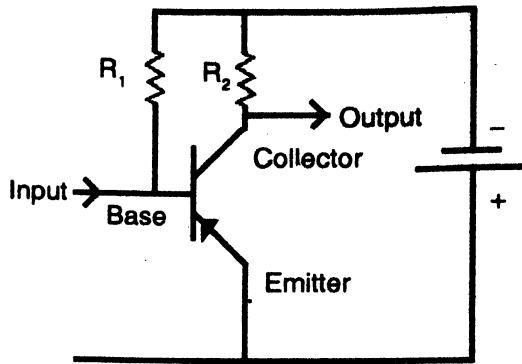 R1
R2
Output
−
Collector
Input
Base
+
Emitter